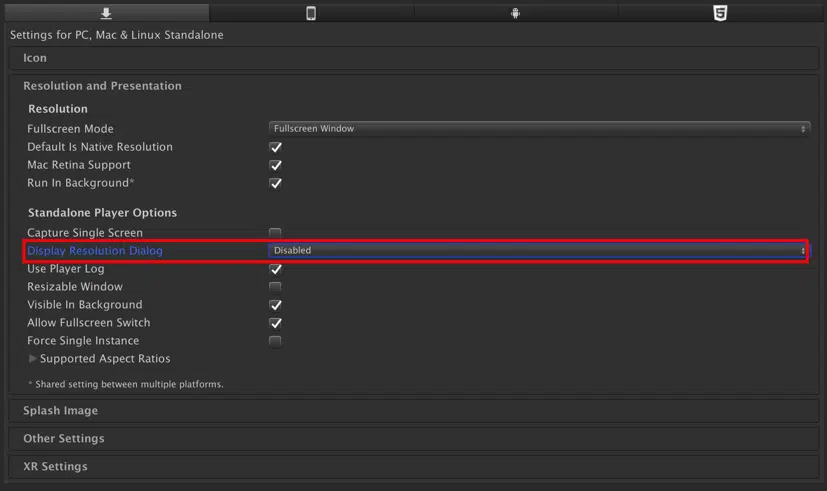 Settings for PC, Mac & Linux Standalone
Icon
Resolution and Presentation
Resolution
Fullscreen Mode Fullscreen Window
Default Is Native Resolution
Mac Retina Support
Run In Background*
Standalone Player Options
Capture Single Screen
Display Resolution Dialog Disabled
Use Player Log
Resizable Window
Visible In Background
Allow Fullscreen Switch
Force Single Instance
Supported Aspect Ratios
* Shared setting between multiple platforms.
Splash Image
Other Settings
XR Settings